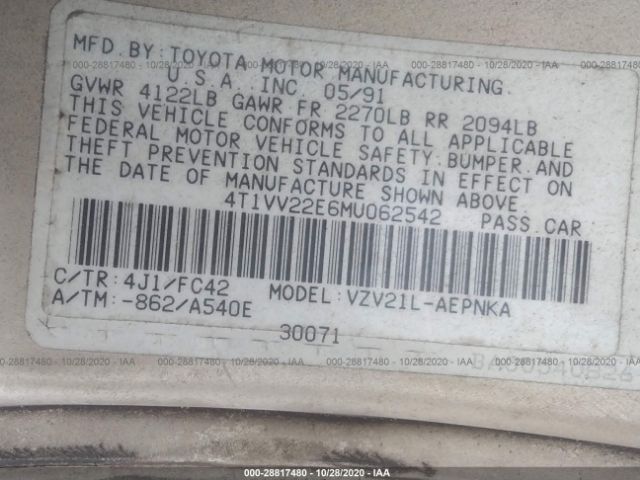 MFD. BY: TOYOTA MOTOR MANUFACTURING.
U.S.A., INC. 05/91
GVWR 4122LB GAWR FR 2270LB RR 2094LB
THIS VEHICLE CONFORMS TO ALL APPLICABLE
FEDERAL MOTOR VEHICLE SAFETY, BUMPER AND
THEFT PREVENTION STANDARDS IN EFFECT ON
THE DATE OF MANUFACTURE SHOWN ABOVE.
4T1VV22E6MU062542 PASS.CAR
C/TR: 4J1/FC42 MODEL: VZV21L-AEPNKA
A/TM: -862/A540E
30071
000-28817480 - 10/28/2020 - IAA